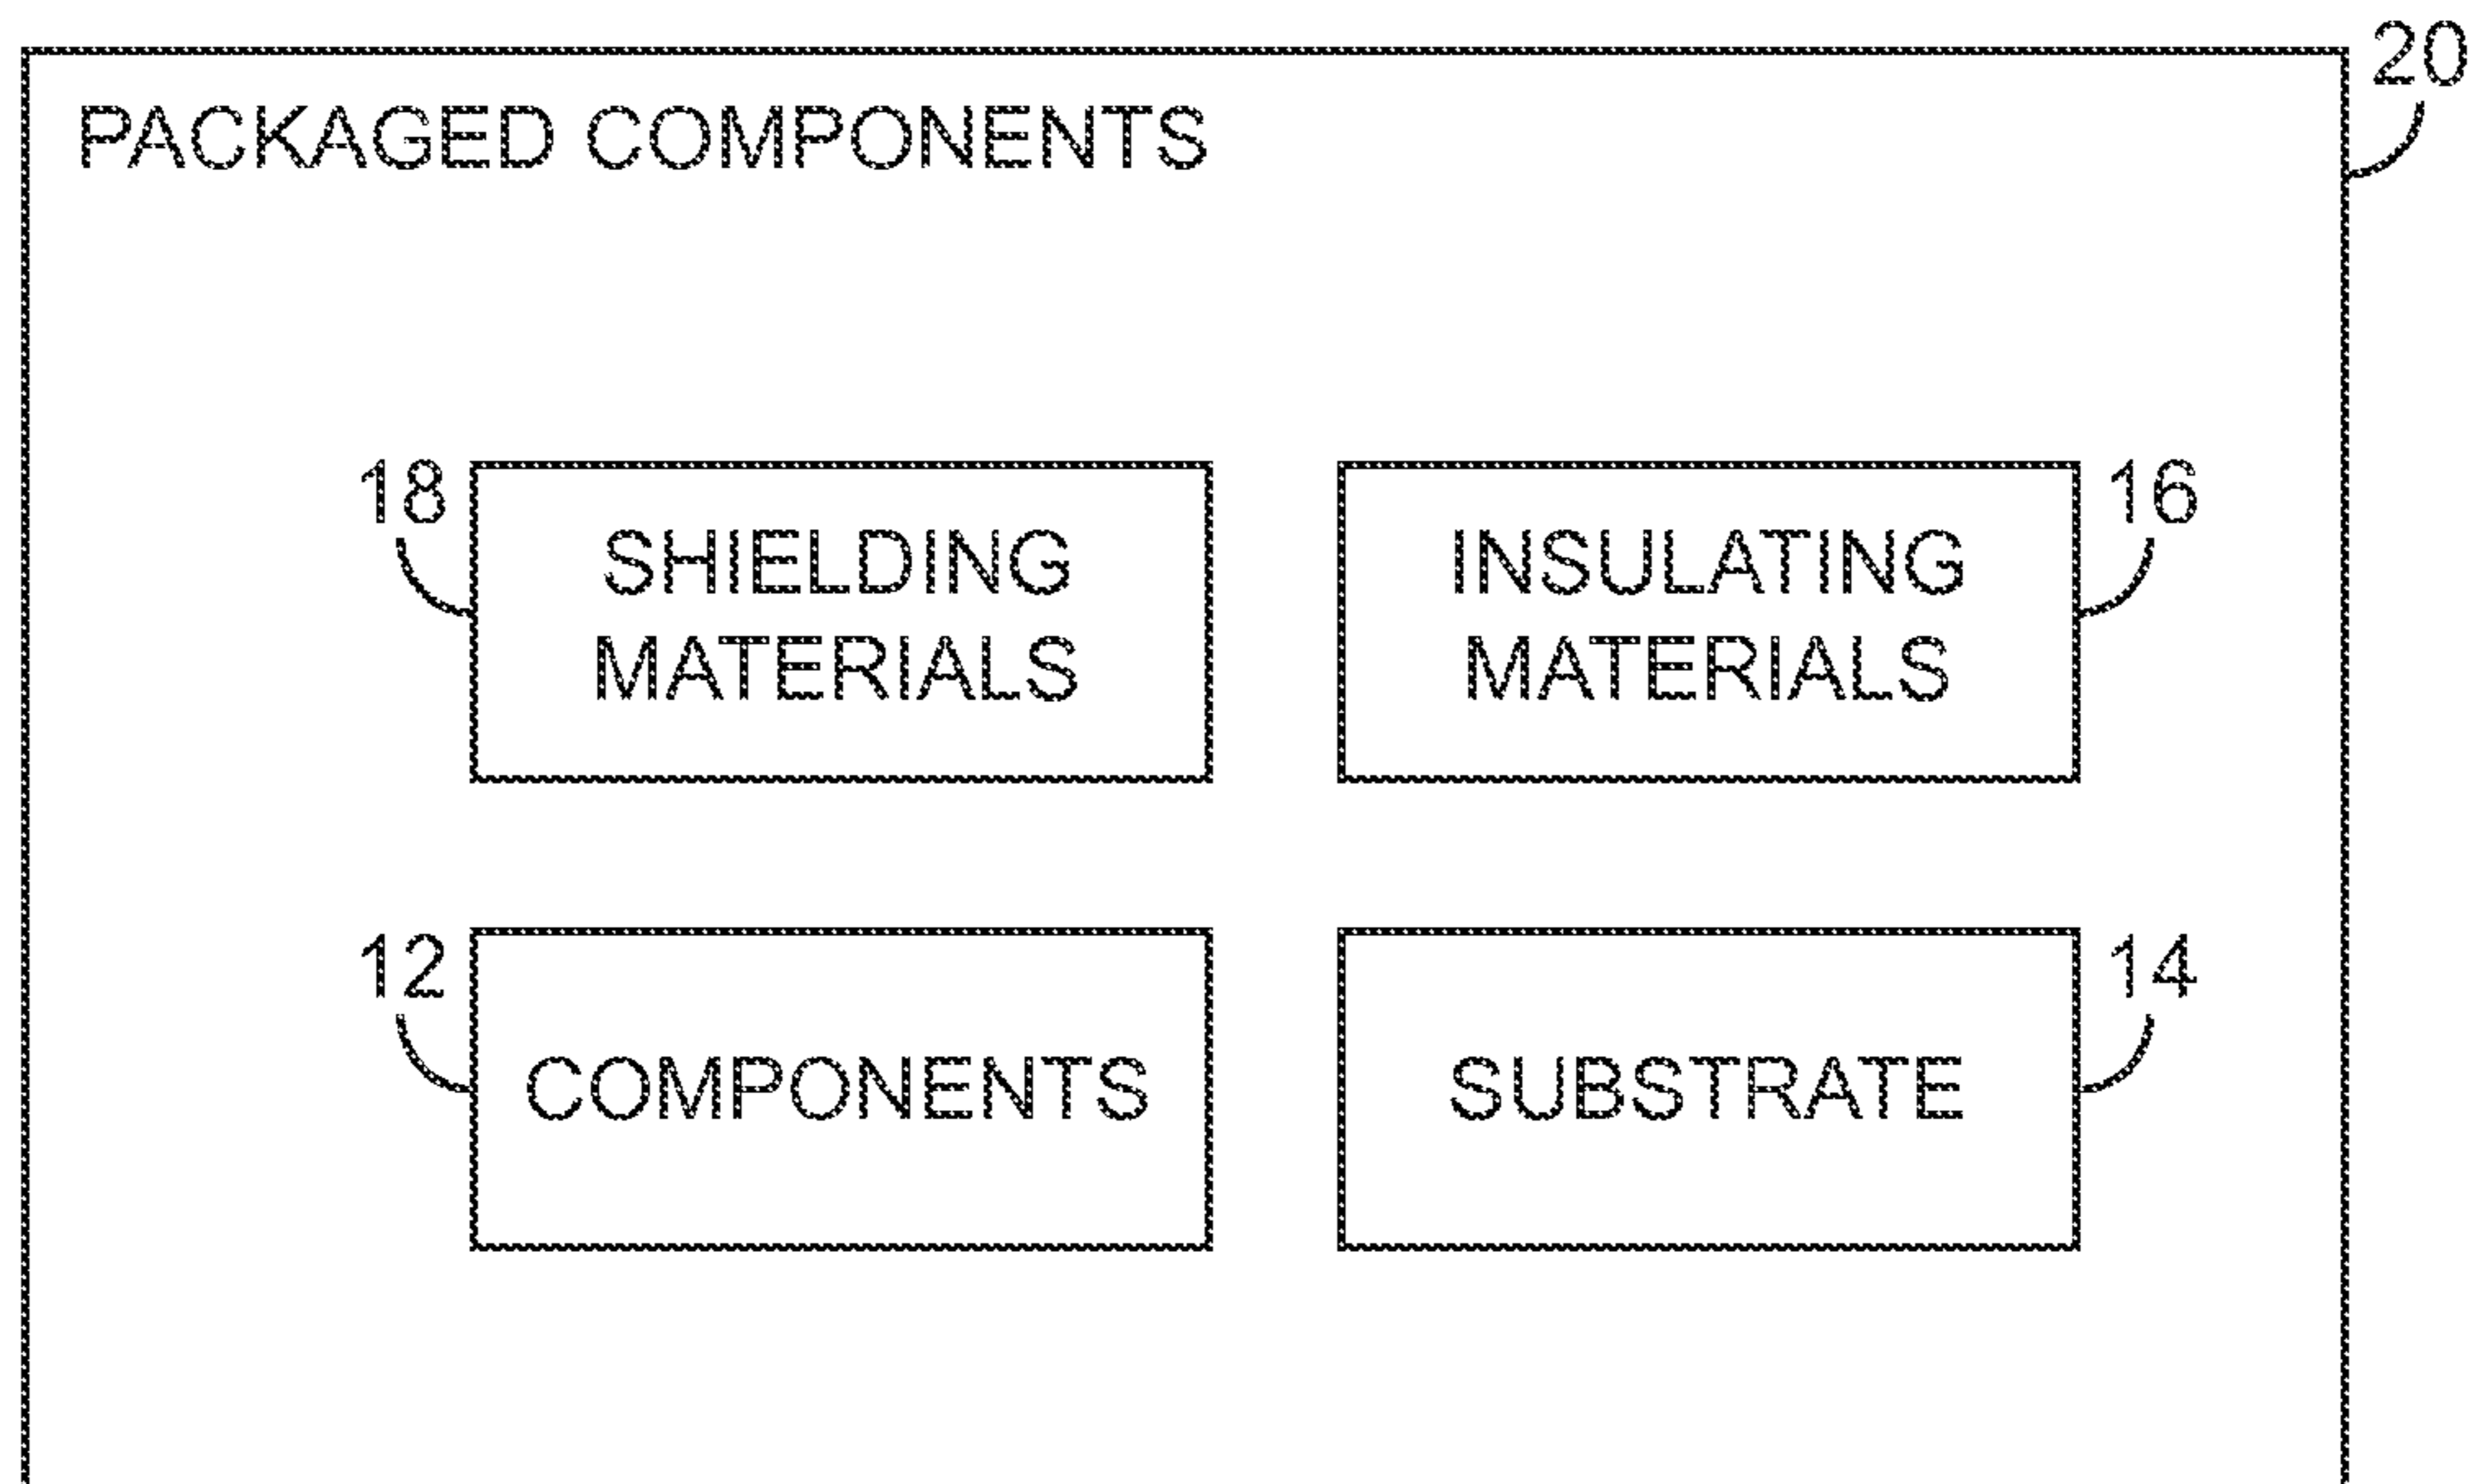 20
PACKAGED COMPONENTS
18
SHIELDING
MATERIALS
INSULATING
MATERIALS
16
12
COMPONENTS
SUBSTRATE
14